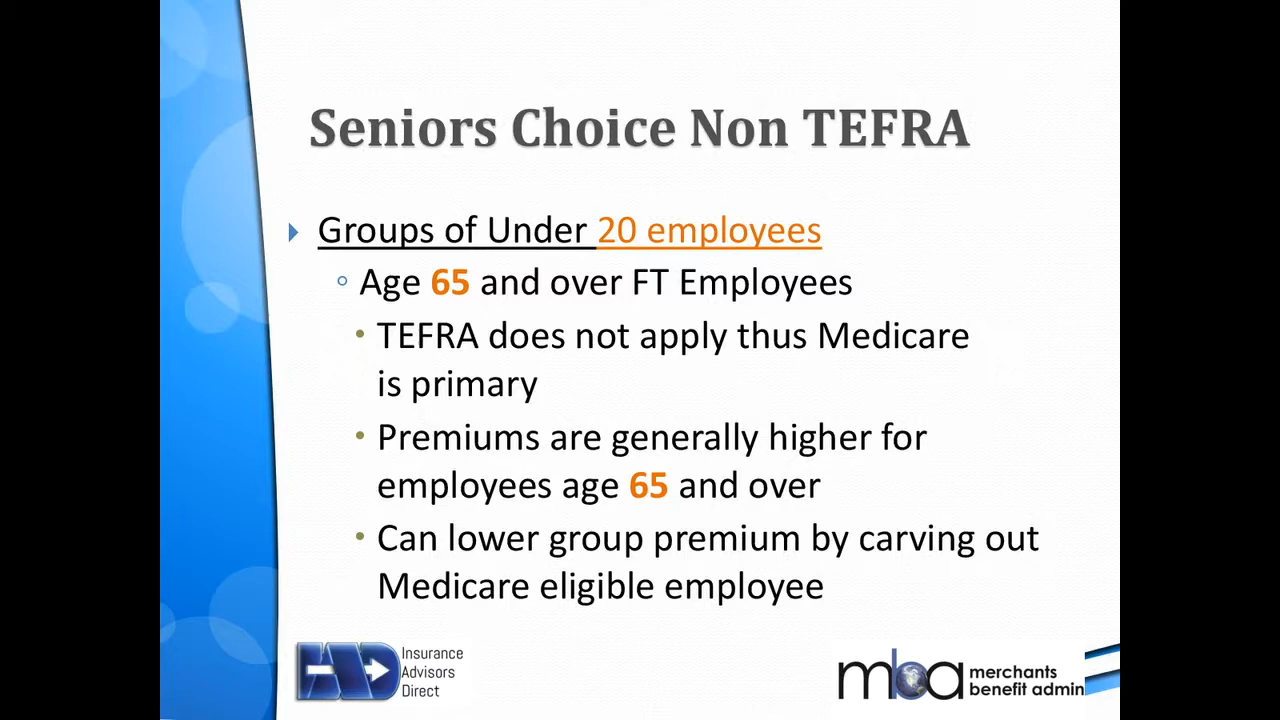 Seniors Choice Non TEFRA
Groups of Under 20 employees
Age 65 and over FT Employees
TEFRA does not apply thus Medicare
is primary
Premiums are generally higher for
employees age 65 and over
Can lower group premium by carving out
Medicare eligible employee
IAD Insurance
Advisors
Direct
mba merchants
benefit admin